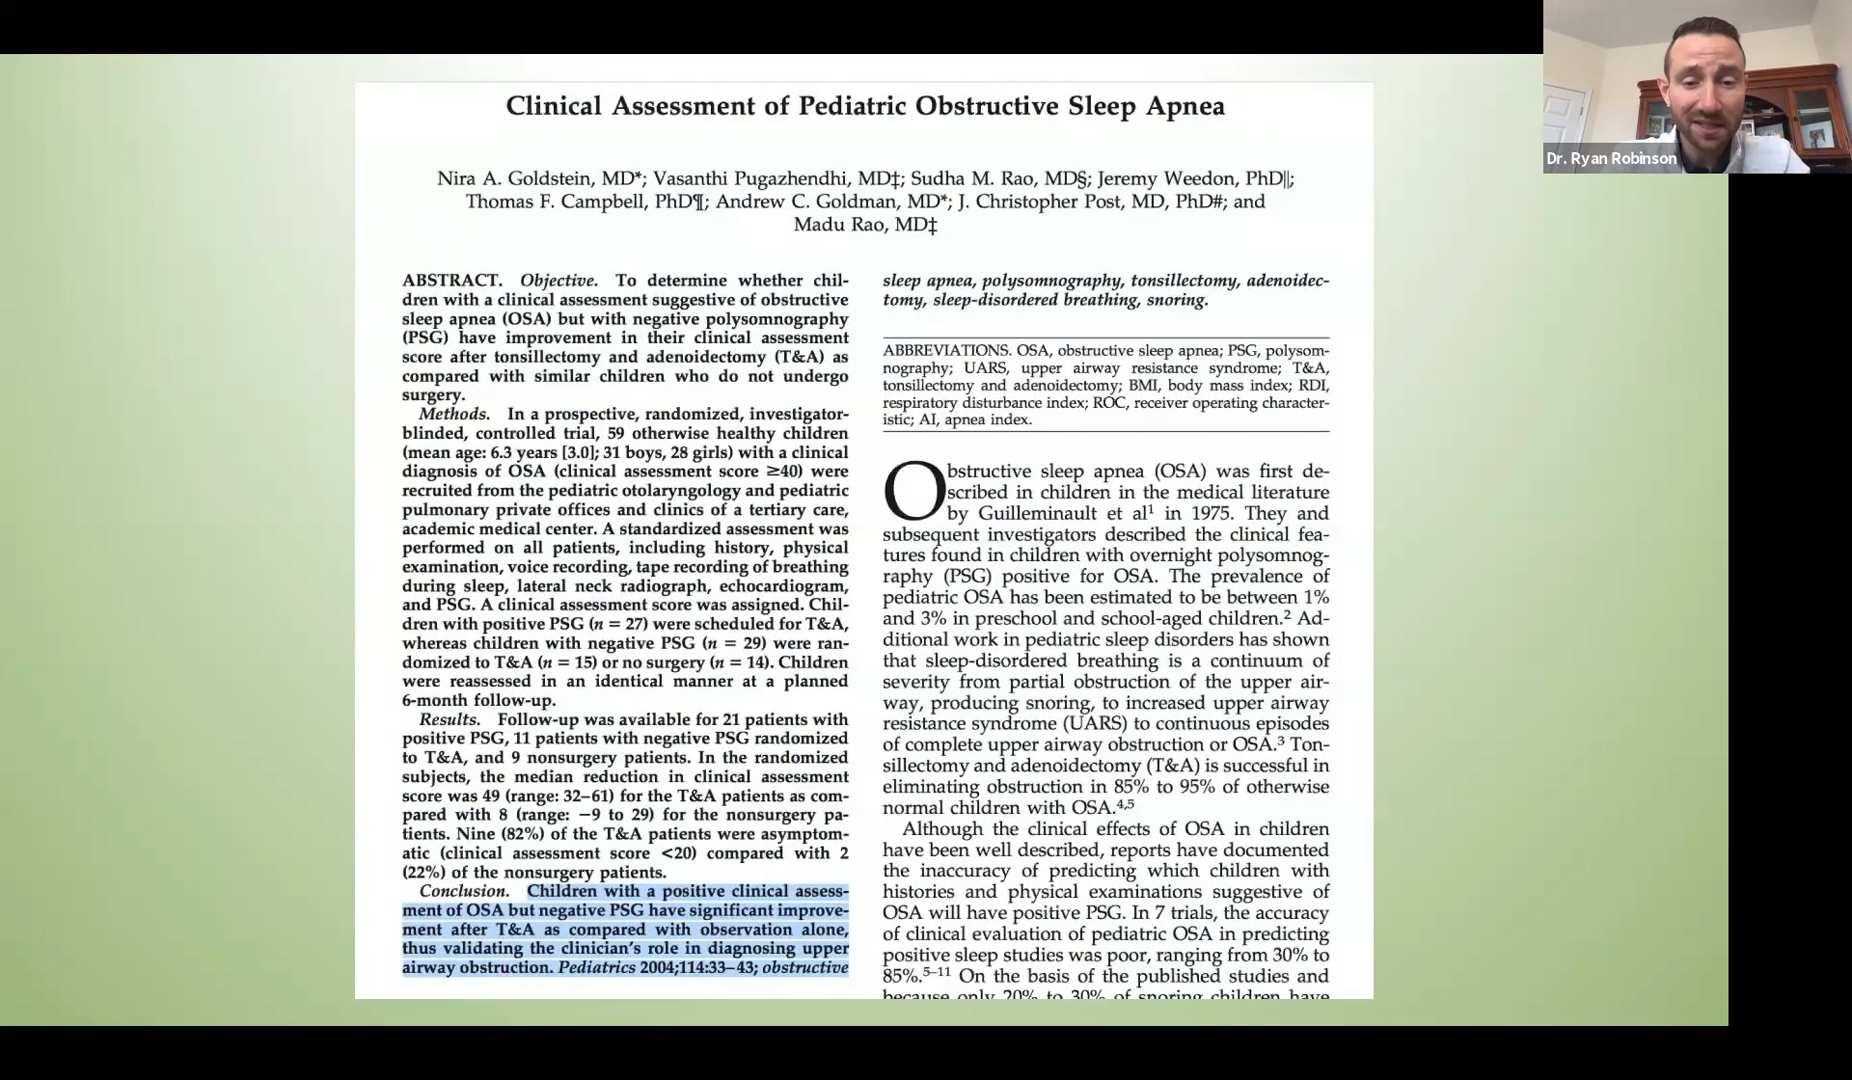 Dr. Ryan Robinson
Clinical Assessment of Pediatric Obstructive Sleep Apnea
Nira A. Goldstein, MD*; Vasanthi Pugazhendhi, MD‡; Sudha M. Rao, MD§; Jeremy Weedon, PhD‖;
Thomas F. Campbell, PhD¶; Andrew C. Goldman, MD*; J. Christopher Post, MD, PhD#; and
Madu Rao, MD‡
ABSTRACT. Objective. To determine whether chil-
dren with a clinical assessment suggestive of obstructive
sleep apnea (OSA) but with negative polysomnography
(PSG) have improvement in their clinical assessment
score after tonsillectomy and adenoidectomy (T&A) as
compared with similar children who do not undergo
surgery.
Methods. In a prospective, randomized, investigator-
blinded, controlled trial, 59 otherwise healthy children
(mean age: 6.3 years [3.0]; 31 boys, 28 girls) with a clinical
diagnosis of OSA (clinical assessment score ≥40) were
recruited from the pediatric otolaryngology and pediatric
pulmonary private offices and clinics of a tertiary care,
academic medical center. A standardized assessment was
performed on all patients, including history, physical
examination, voice recording, tape recording of breathing
during sleep, lateral neck radiograph, echocardiogram,
and PSG. A clinical assessment score was assigned. Chil-
dren with positive PSG (n = 27) were scheduled for T&A,
whereas children with negative PSG (n = 29) were ran-
domized to T&A (n = 15) or no surgery (n = 14). Children
were reassessed in an identical manner at a planned
6-month follow-up.
Results. Follow-up was available for 21 patients with
positive PSG, 11 patients with negative PSG randomized
to T&A, and 9 nonsurgery patients. In the randomized
subjects, the median reduction in clinical assessment
score was 49 (range: 32–61) for the T&A patients as com-
pared with 8 (range: −9 to 29) for the nonsurgery pa-
tients. Nine (82%) of the T&A patients were asymptom-
atic (clinical assessment score <20) compared with 2
(22%) of the nonsurgery patients.
Conclusion. Children with a positive clinical assess-
ment of OSA but negative PSG have significant improve-
ment after T&A as compared with observation alone,
thus validating the clinician's role in diagnosing upper
airway obstruction. Pediatrics 2004;114:33–43; obstructive
sleep apnea, polysomnography, tonsillectomy, adenoidec-
tomy, sleep-disordered breathing, snoring.
ABBREVIATIONS. OSA, obstructive sleep apnea; PSG, polysom-
nography; UARS, upper airway resistance syndrome; T&A,
tonsillectomy and adenoidectomy; BMI, body mass index; RDI,
respiratory disturbance index; ROC, receiver operating character-
istic; AI, apnea index.
Obstructive sleep apnea (OSA) was first de-
scribed in children in the medical literature
by Guilleminault et al1 in 1975. They and
subsequent investigators described the clinical fea-
tures found in children with overnight polysomnog-
raphy (PSG) positive for OSA. The prevalence of
pediatric OSA has been estimated to be between 1%
and 3% in preschool and school-aged children.2 Ad-
ditional work in pediatric sleep disorders has shown
that sleep-disordered breathing is a continuum of
severity from partial obstruction of the upper air-
way, producing snoring, to increased upper airway
resistance syndrome (UARS) to continuous episodes
of complete upper airway obstruction or OSA.3 Ton-
sillectomy and adenoidectomy (T&A) is successful in
eliminating obstruction in 85% to 95% of otherwise
normal children with OSA.4,5
Although the clinical effects of OSA in children
have been well described, reports have documented
the inaccuracy of predicting which children with
histories and physical examinations suggestive of
OSA will have positive PSG. In 7 trials, the accuracy
of clinical evaluation of pediatric OSA in predicting
positive sleep studies was poor, ranging from 30% to
85%.5–11 On the basis of the published studies and
because only 20% to 30% of snoring children have